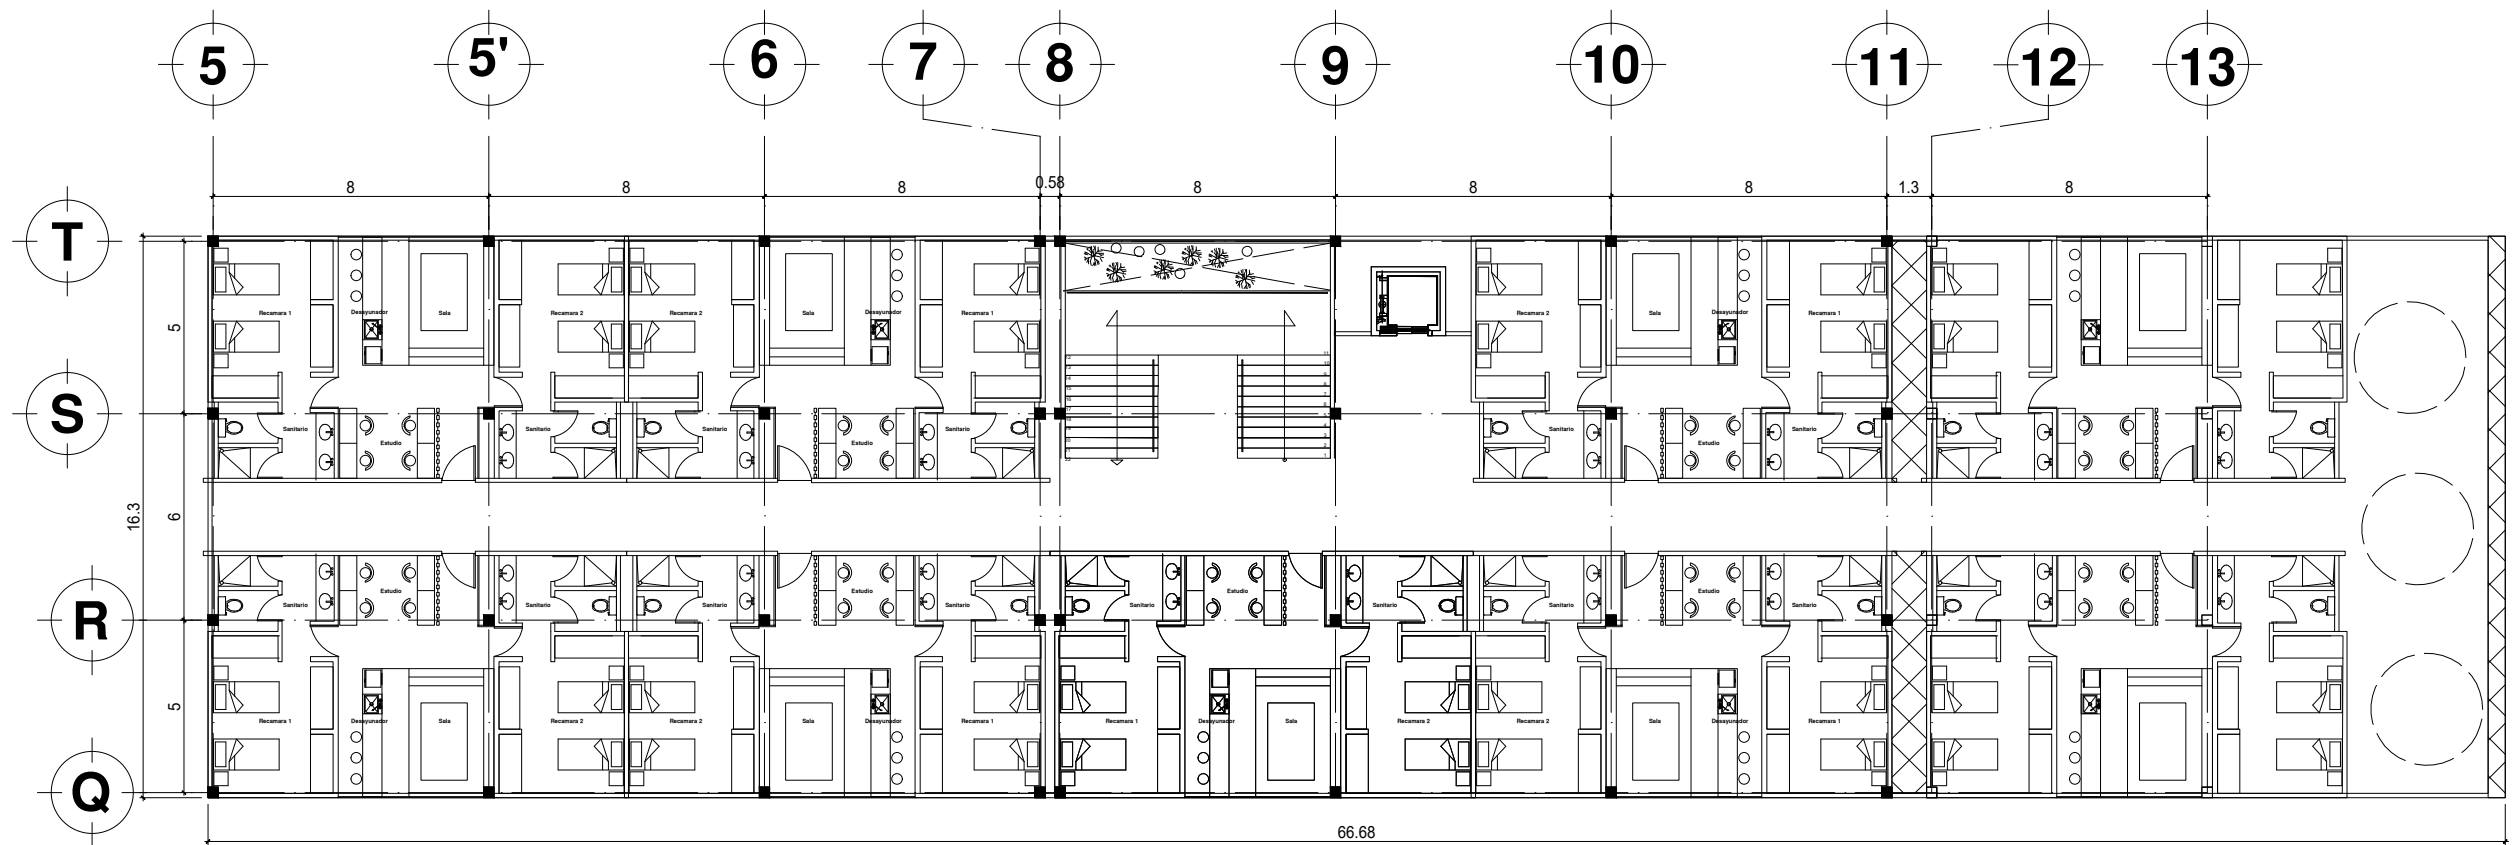 5 5' 6 7 8 9 10 11 12 13
8 8 8 0.58 8 8 8 1.3 8
T
5
Recamara 1 Desayunador Sala Recamara 2 Recamara 2 Sala Desayunador Recamara 1 Recamara 2 Sala Desayunador Recamara 1
S
Sanitario Estudio Sanitario Sanitario Estudio Sanitario Sanitario Estudio Sanitario
16.3
6
R
Sanitario Estudio Sanitario Sanitario Estudio Sanitario Sanitario Estudio Sanitario Sanitario Estudio Sanitario
5
Recamara 1 Desayunador Sala Recamara 2 Recamara 2 Sala Desayunador Recamara 1 Recamara 1 Desayunador Sala Recamara 2 Recamara 2 Sala Desayunador Recamara 1
Q
66.68